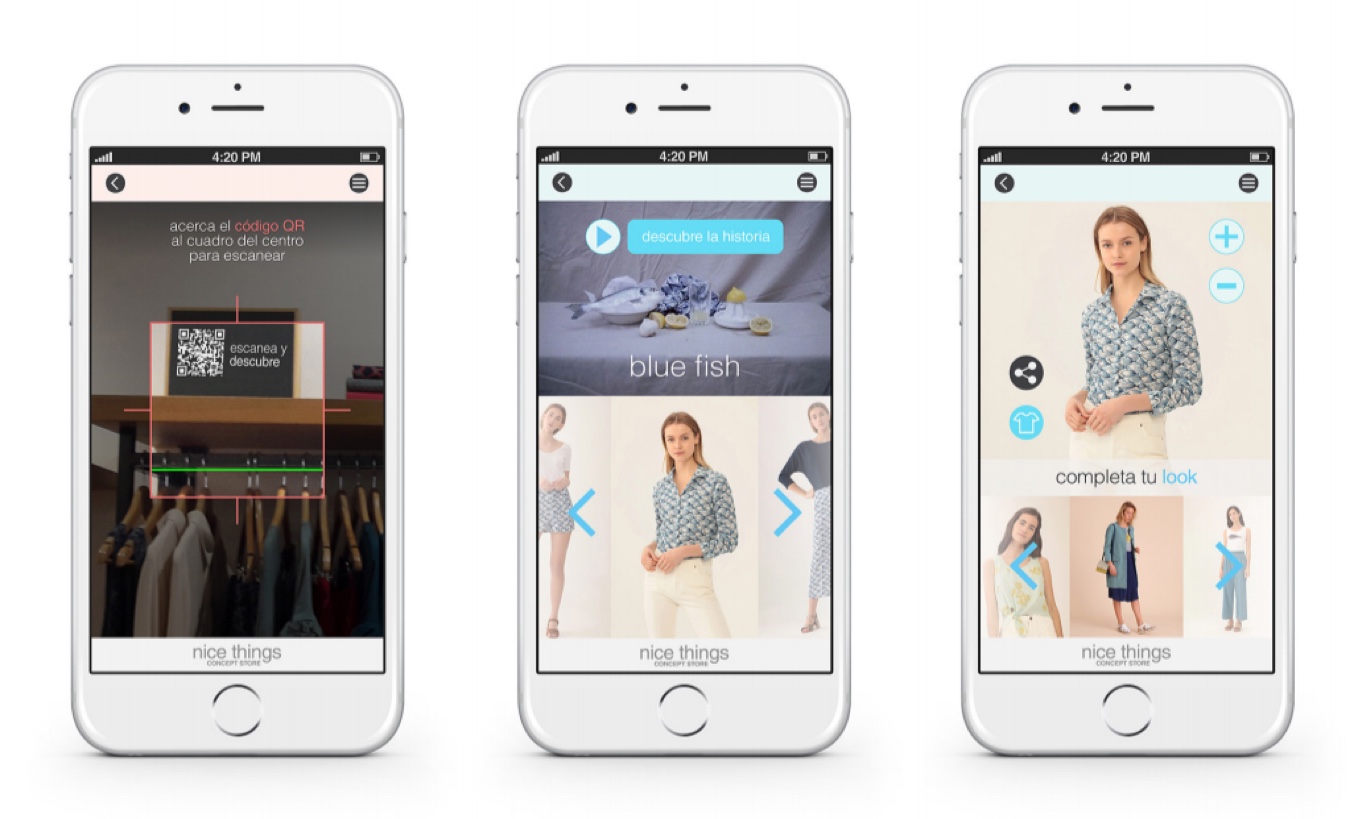 4:20 PM
acerca el código QR
al cuadro del centro
para escanear
escanea y
descubre
nice things
CONCEPT STORE
4:20 PM
descubre la historia
blue fish
nice things
CONCEPT STORE
4:20 PM
completa tu look
nice things
CONCEPT STORE